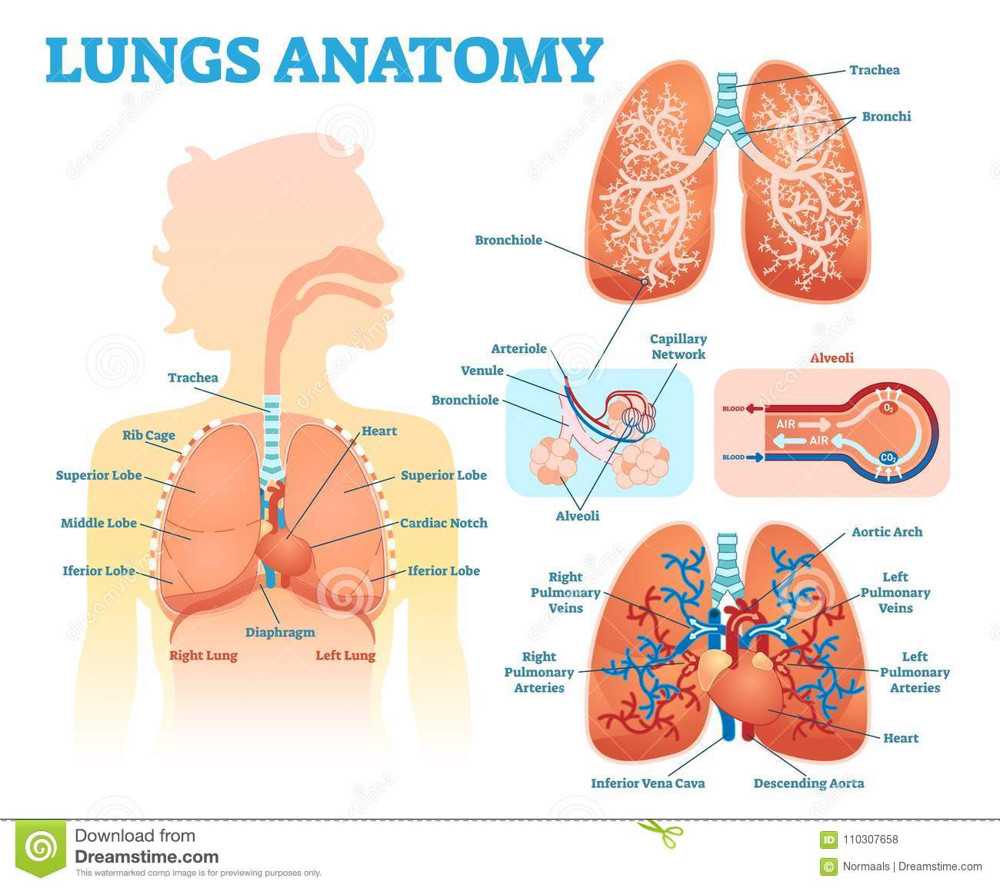 LUNGS ANATOMY
Trachea
Rib Cage
Superior Lobe
Middle Lobe
Iferior Lobe
Heart
Superior Lobe
Cardiac Notch
Iferior Lobe
Diaphragm
Right Lung
Left Lung
Trachea
Bronchi
Bronchiole
Arteriole
Venule
Bronchiole
Capillary
Network
Alveoli
Alveoli
BLOOD
O2
AIR
AIR
BLOOD
CO2
Aortic Arch
Right
Pulmonary
Veins
Left
Pulmonary
Veins
Right
Pulmonary
Arteries
Left
Pulmonary
Arteries
Heart
Inferior Vena Cava
Descending Aorta
Download from
Dreamstime.com
This watermarked comp image is for previewing purposes only.
ID 110307658
© Normaals | Dreamstime.com